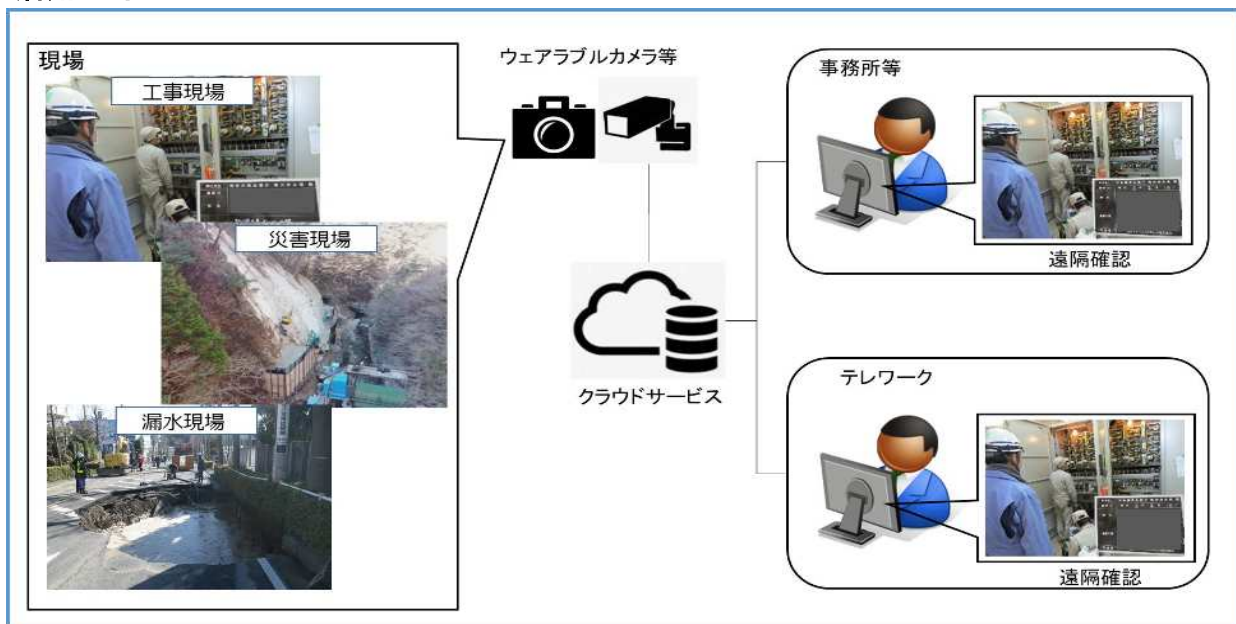 現場
工事現場
災害現場
漏水現場
ウェアラブルカメラ等
クラウドサービス
事務所等
遠隔確認
テレワーク
遠隔確認